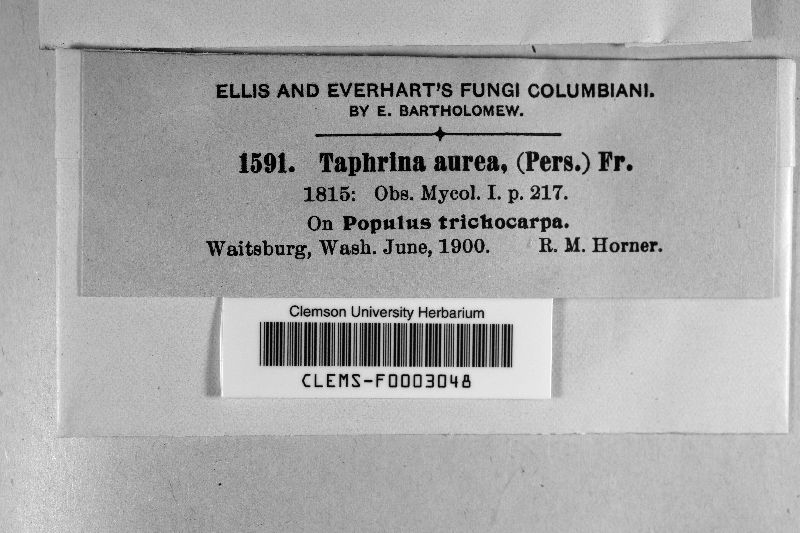 ELLIS AND EVERHART'S FUNGI COLUMBIANI.
BY E. BARTHOLOMEW.
1591. Taphrina aurea, (Pers.) Fr.
1815: Obs. Mycol. I. p. 217.
On Populus trichocarpa.
Waitsburg, Wash. June, 1900. R. M. Horner.
Clemson University Herbarium
CLEMS-F0003048